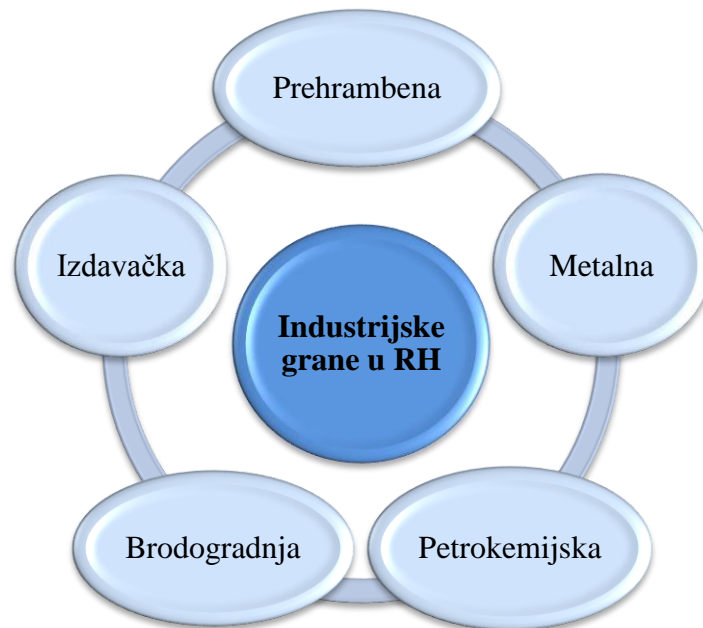 Prehrambena
Izdavačka
Metalna
Industrijske
grane u RH
Brodogradnja
Petrokemijska